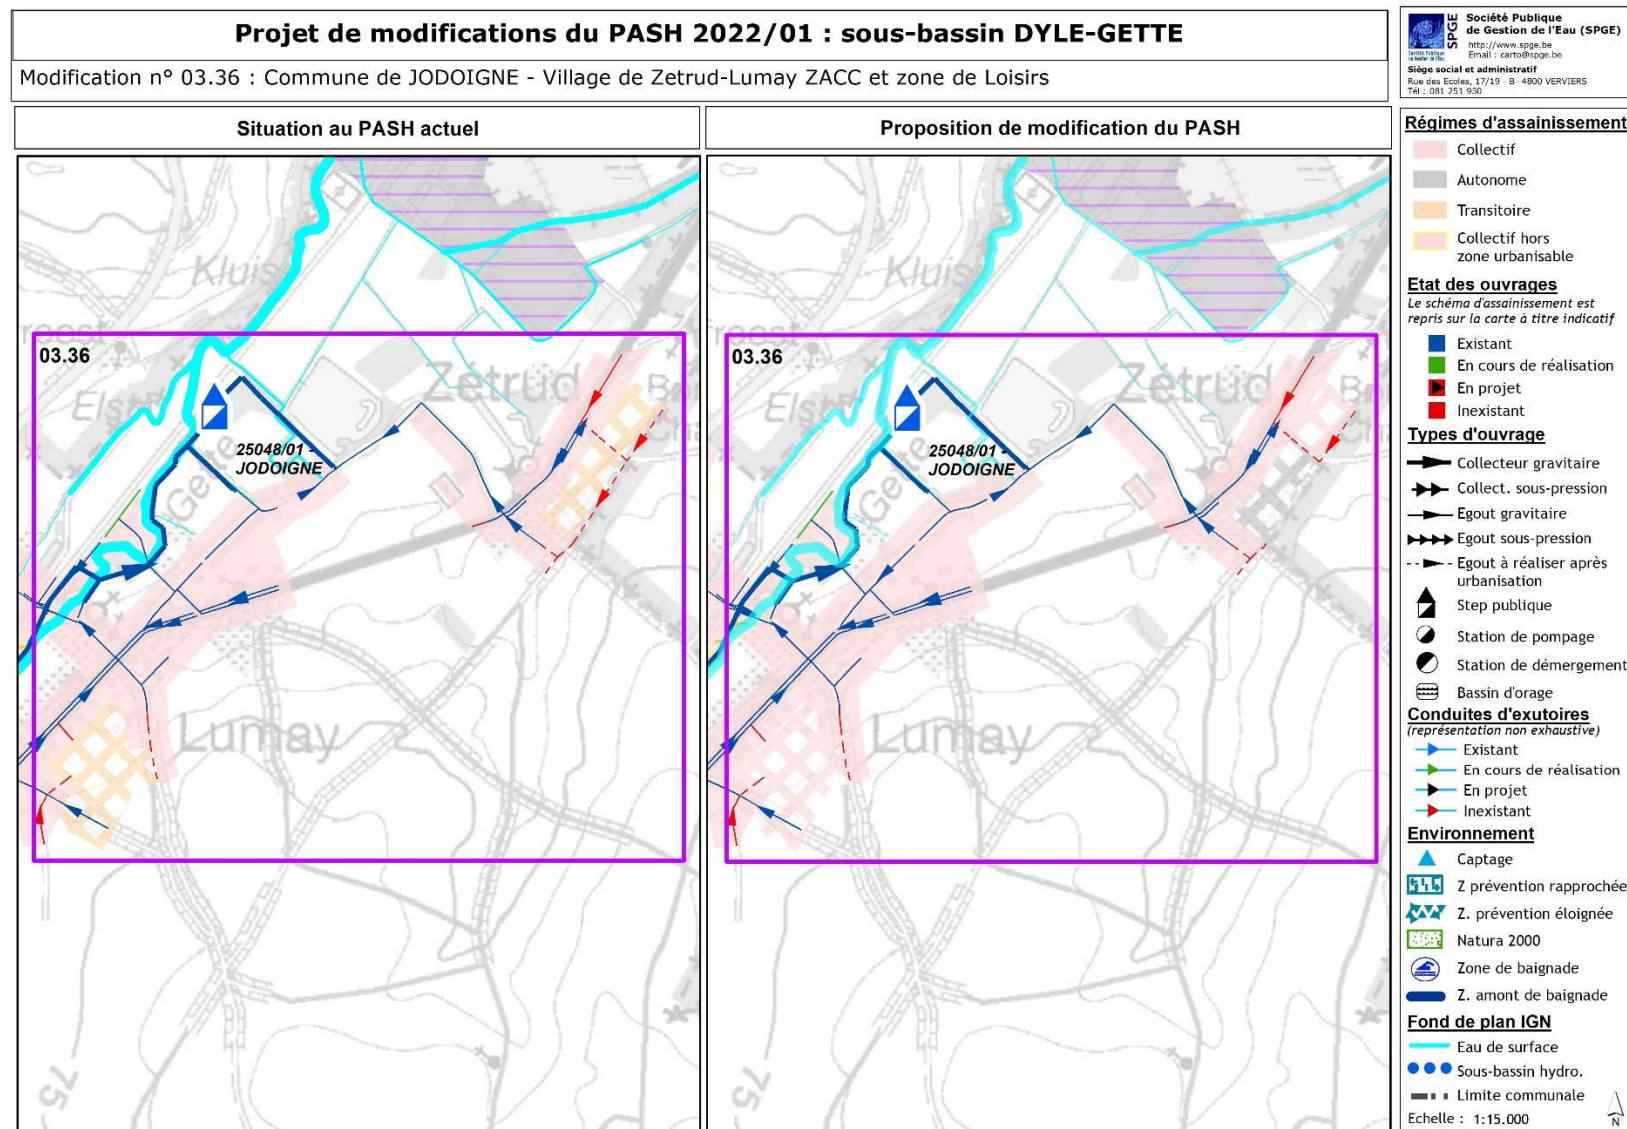 Projet de modifications du PASH 2022/01 : sous-bassin DYLE-GETTE
Modification n° 03.36 : Commune de JODOIGNE - Village de Zetrud-Lumay ZACC et zone de Loisirs
SPGE
Société Publique
de Gestion de l'Eau (SPGE)
http://www.spge.be
Email : carto@spge.be
Siège social et administratif
Rue des Ecoles, 17/19 - B- 4800 VERVIERS
Tél : 081 251 930
Situation au PASH actuel
Kluis
03.36
Zetrud
25048/01 -
JODOIGNE
Lumay
75
Proposition de modification du PASH
Kluis
03.36
Zetrud
25048/01 -
JODOIGNE
Lumay
75
Régimes d'assainissement
Collectif
Autonome
Transitoire
Collectif hors
zone urbanisable
Etat des ouvrages
Le schéma d'assainissement est
repris sur la carte à titre indicatif
Existant
En cours de réalisation
En projet
Inexistant
Types d'ouvrage
Collecteur gravitaire
Collect. sous-pression
Egout gravitaire
Egout sous-pression
Egout à réaliser après
urbanisation
Step publique
Station de pompage
Station de démergement
Bassin d'orage
Conduites d'exutoires
(représentation non exhaustive)
Existant
En cours de réalisation
En projet
Inexistant
Environnement
Captage
Z prévention rapprochée
Z. prévention éloignée
Natura 2000
Zone de baignade
Z. amont de baignade
Fond de plan IGN
Eau de surface
Sous-bassin hydro.
Limite communale
Echelle : 1:15.000
N